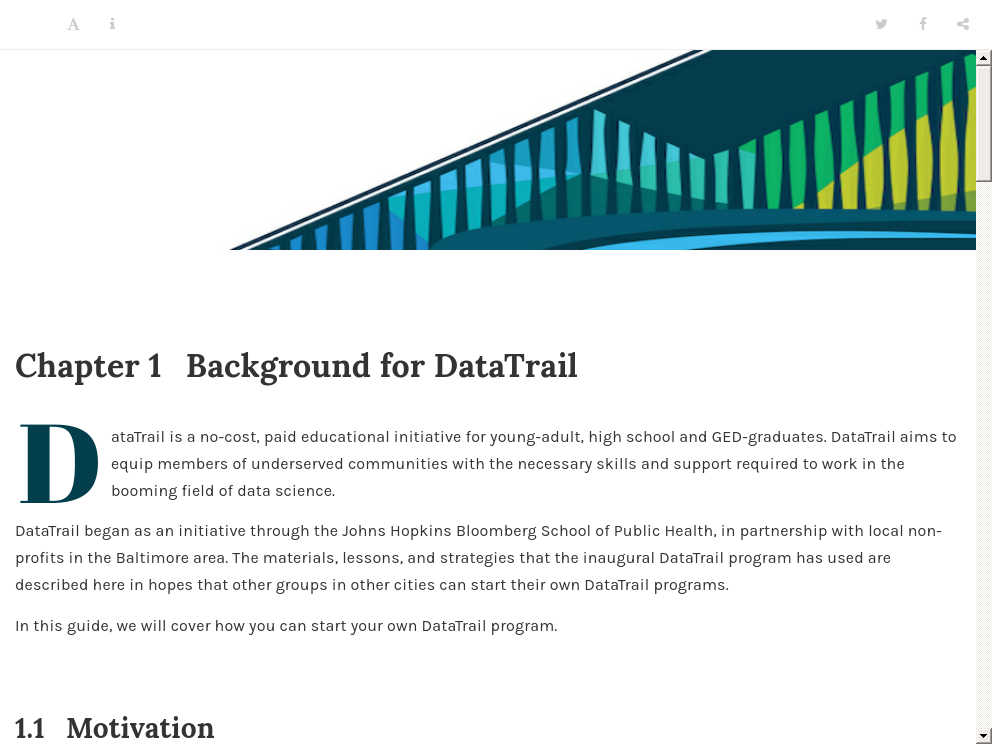 Chapter 1 Background for DataTrail
DataTrail is a no-cost, paid educational initiative for young-adult, high school and GED-graduates. DataTrail aims to
equip members of underserved communities with the necessary skills and support required to work in the
booming field of data science.
DataTrail began as an initiative through the Johns Hopkins Bloomberg School of Public Health, in partnership with local non-
profits in the Baltimore area. The materials, lessons, and strategies that the inaugural DataTrail program has used are
described here in hopes that other groups in other cities can start their own DataTrail programs.
In this guide, we will cover how you can start your own DataTrail program.
1.1 Motivation